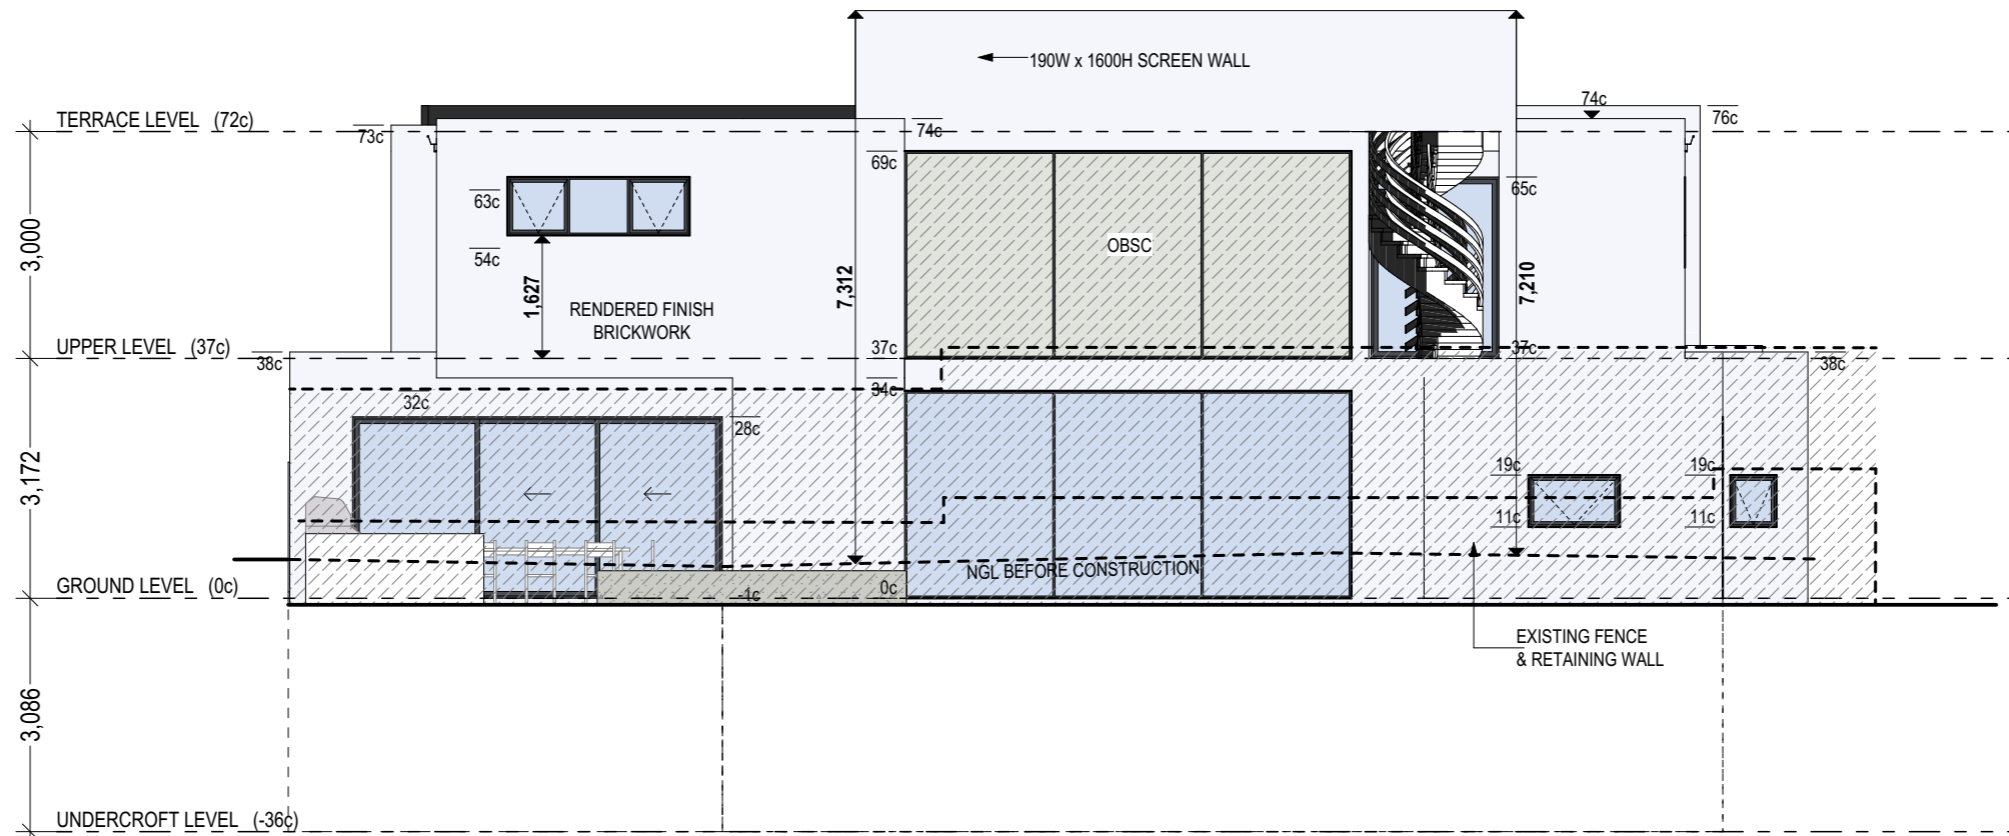 190W x 1600H SCREEN WALL
TERRACE LEVEL (72c)
73c
74c
74c
76c
69c
63c
65c
54c
OBSC
3,000
1,627
7,312
7,210
RENDERED FINISH
BRICKWORK
UPPER LEVEL (37c)
38c
37c
37c
38c
34c
32c
28c
3,172
19c
19c
11c
11c
NGL BEFORE CONSTRUCTION
GROUND LEVEL (0c)
-1c
0c
EXISTING FENCE
& RETAINING WALL
3,086
UNDERCROFT LEVEL (-36c)